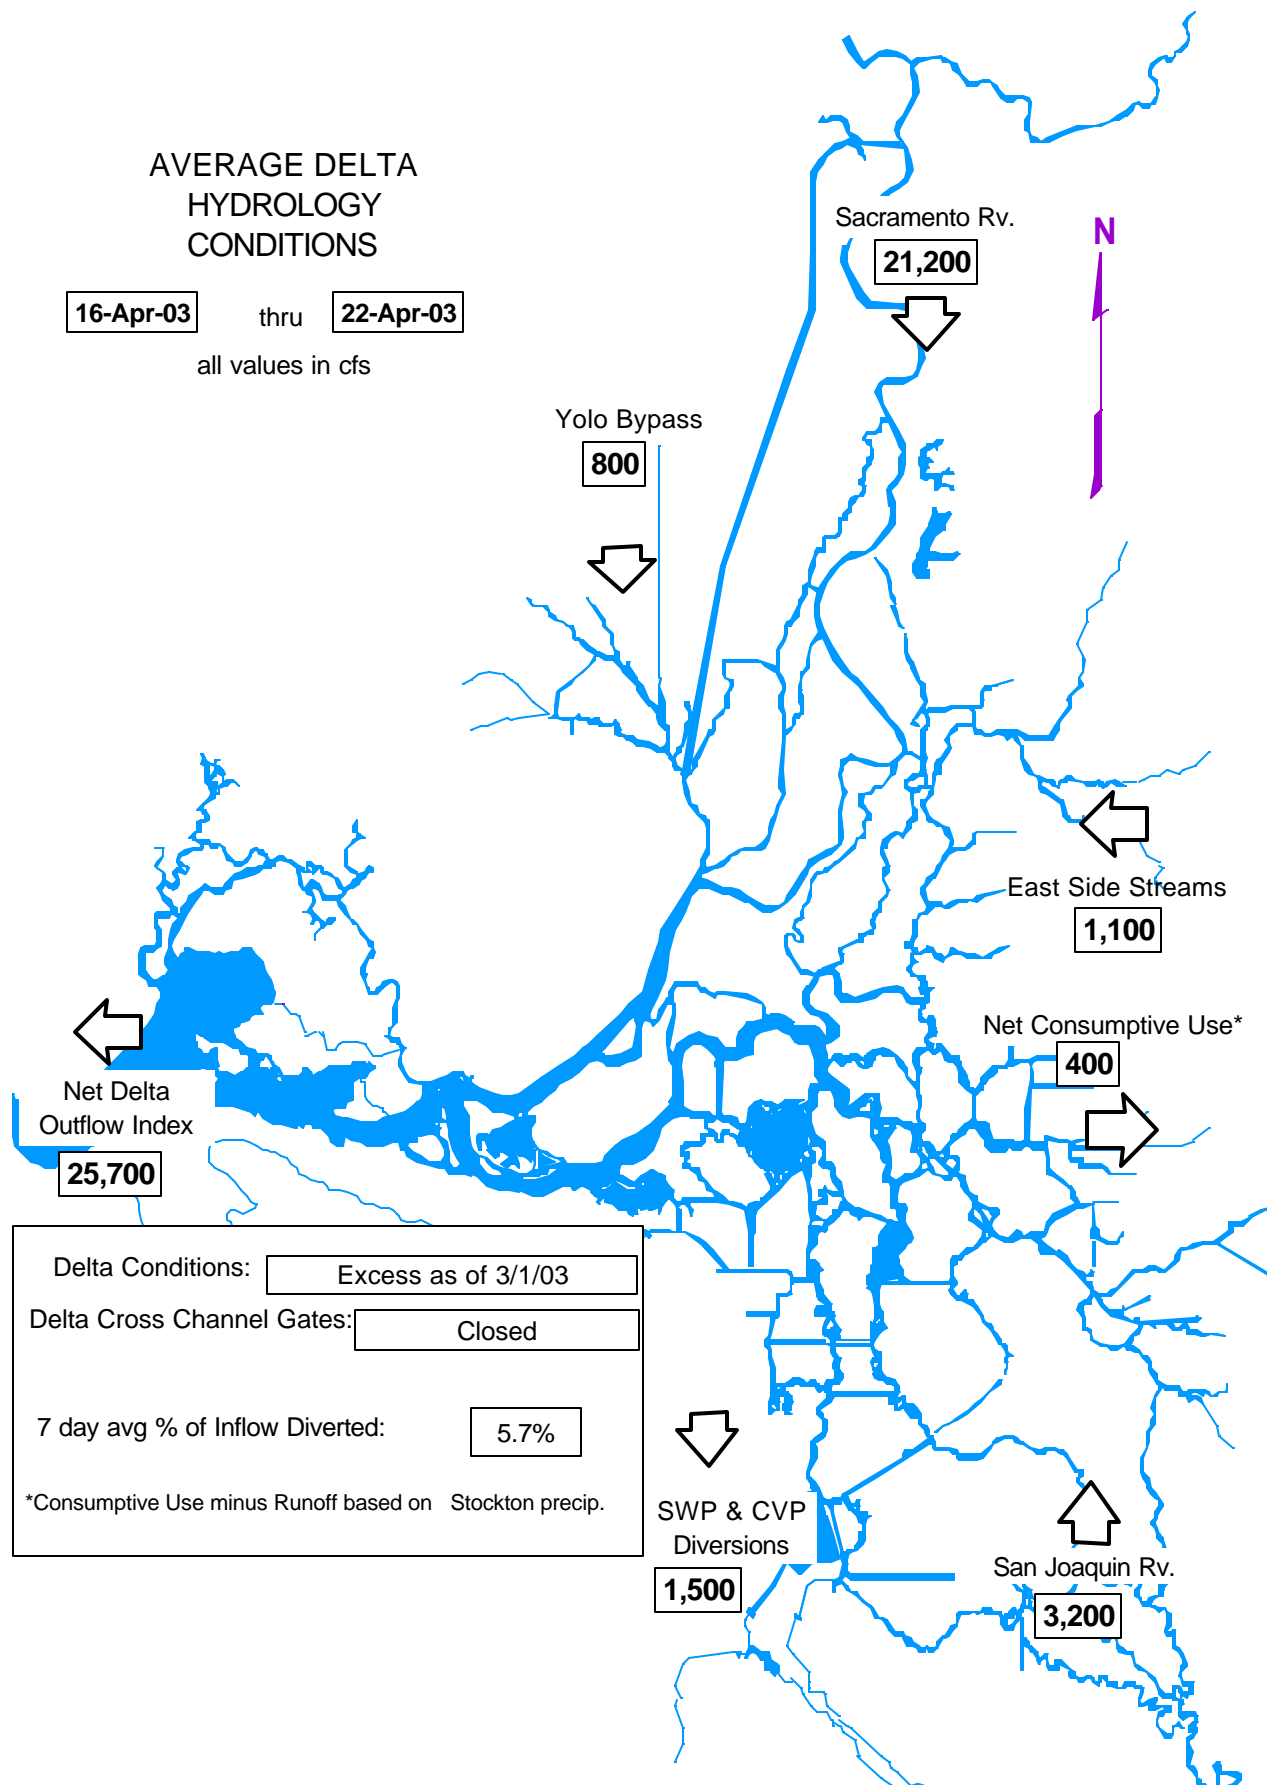 AVERAGE DELTA
HYDROLOGY
CONDITIONS
16-Apr-03 thru 22-Apr-03
all values in cfs
Sacramento Rv.
21,200
N
Yolo Bypass
800
East Side Streams
1,100
Net Consumptive Use*
400
Net Delta
Outflow Index
25,700
Delta Conditions: Excess as of 3/1/03
Delta Cross Channel Gates: Closed
7 day avg % of Inflow Diverted: 5.7%
*Consumptive Use minus Runoff based on Stockton precip.
SWP & CVP
Diversions
1,500
San Joaquin Rv.
3,200